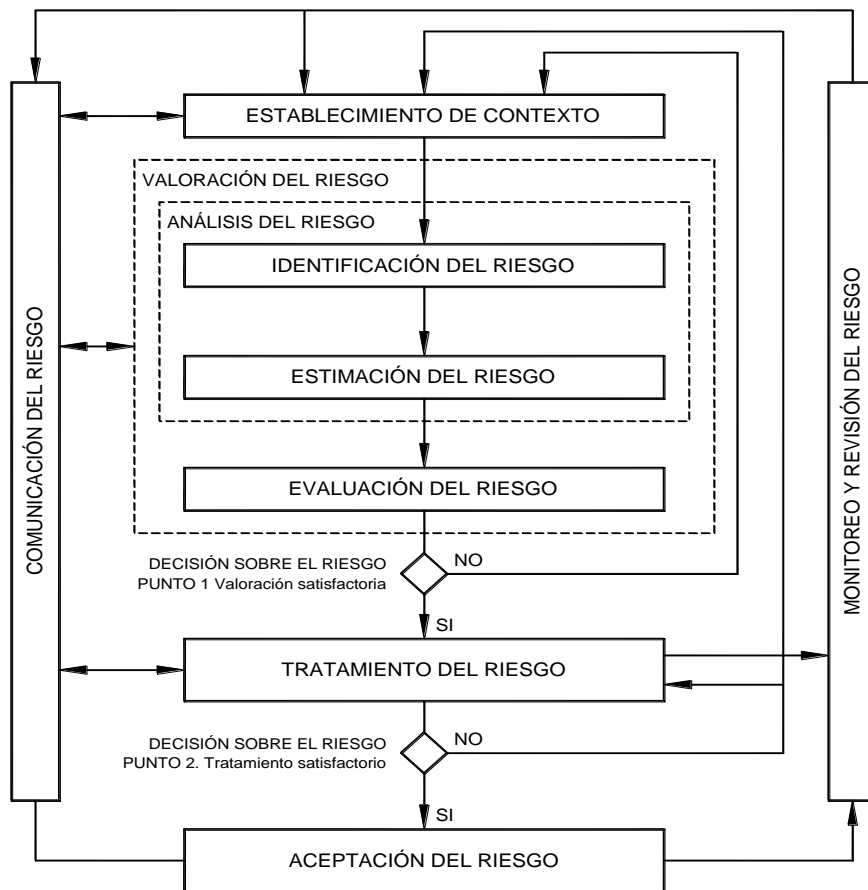 ESTABLECIMIENTO DE CONTEXTO
VALORACIÓN DEL RIESGO
ANÁLISIS DEL RIESGO
IDENTIFICACIÓN DEL RIESGO
ESTIMACIÓN DEL RIESGO
EVALUACIÓN DEL RIESGO
COMUNICACIÓN DEL RIESGO
MONITOREO Y REVISIÓN DEL RIESGO
DECISIÓN SOBRE EL RIESGO
PUNTO 1 Valoración satisfactoria
NO
SI
TRATAMIENTO DEL RIESGO
DECISIÓN SOBRE EL RIESGO
PUNTO 2. Tratamiento satisfactorio
NO
SI
ACEPTACIÓN DEL RIESGO